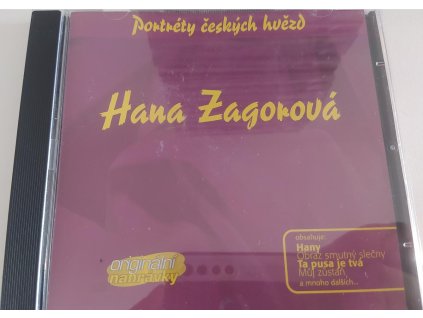 Portréty českých hvězd
Hana Zagorová
originální
nahrávky
obsahuje:
Hany
Obraz smutný slečny
Ta pusa je tvá
Můj zůstaň
a mnoho dalších...